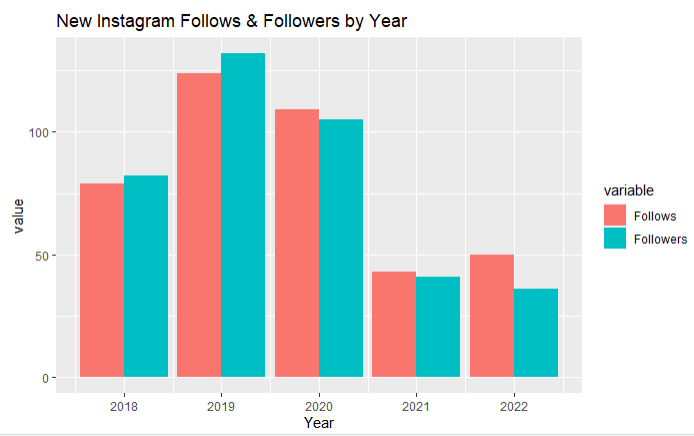 New Instagram Follows & Followers by Year
100
50
0
value
2018 2019 2020 2021 2022
Year
variable
Follows
Followers